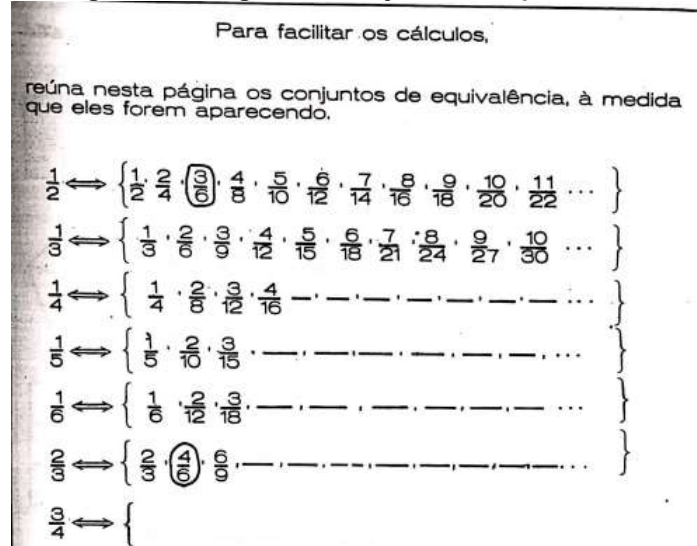 Para facilitar os cálculos,
reúna nesta página os conjuntos de equivalência, à medida
que eles forem aparecendo.
1/2 ⟺ { 1/2 , 2/4 , 3/6 , 4/8 , 5/10 , 6/12 , 7/14 , 8/16 , 9/18 , 10/20 , 11/22 ... }
1/3 ⟺ { 1/3 , 2/6 , 3/9 , 4/12 , 5/15 , 6/18 , 7/21 , 8/24 , 9/27 , 10/30 ... }
1/4 ⟺ { 1/4 , 2/8 , 3/12 , 4/16 — , — , — , — , — , — ... }
1/5 ⟺ { 1/5 , 2/10 , 3/15 , — , — , — , — , — , — , — , ... }
1/6 ⟺ { 1/6 , 2/12 , 3/18 , — , — , — , — , — , — , — ... }
2/3 ⟺ { 2/3 , 4/6 , 6/9 , — , — , — , — , — , — , — ... }
3/4 ⟺ {